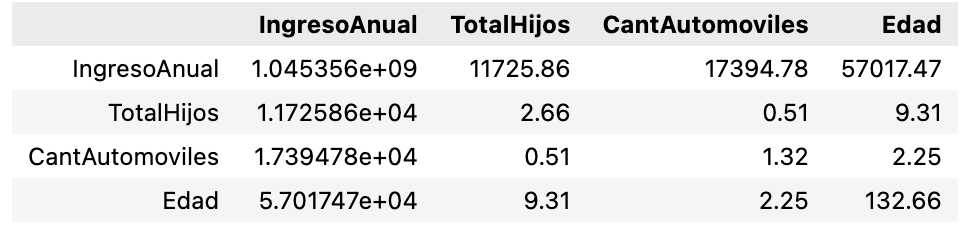 IngresoAnual TotalHijos CantAutomoviles Edad
IngresoAnual 1.045356e+09 11725.86 17394.78 57017.47
TotalHijos 1.172586e+04 2.66 0.51 9.31
CantAutomoviles 1.739478e+04 0.51 1.32 2.25
Edad 5.701747e+04 9.31 2.25 132.66